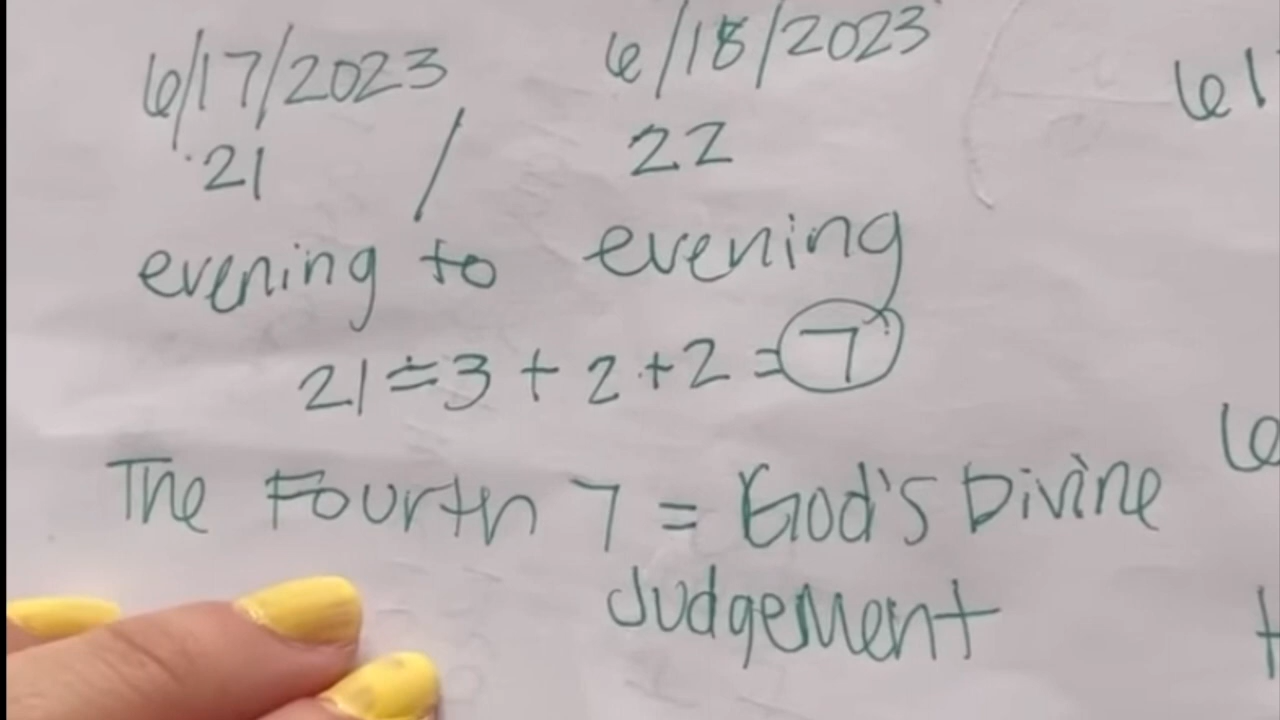 6/17/2023 6/18/2023
21 / 22
evening to evening
21 = 3 + 2 + 2 = 7
The Fourth 7 = God's Divine
Judgement